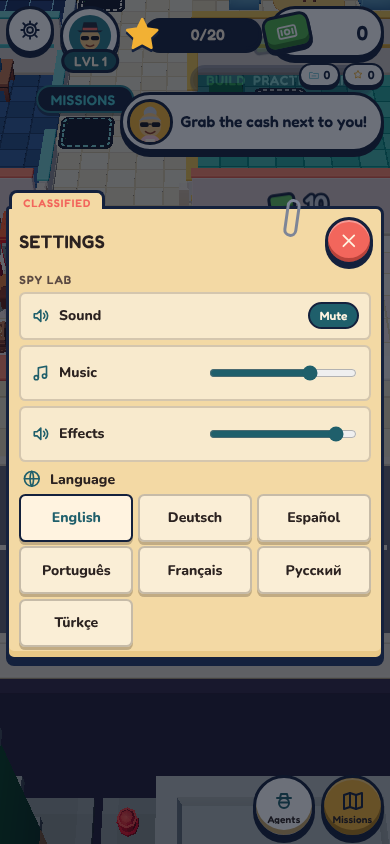 0/20
0
LVL 1
BUILD PRACT
0
0
MISSIONS
Grab the cash next to you!
10
CLASSIFIED
SETTINGS
SPY LAB
Sound
Mute
Music
Effects
Language
English
Deutsch
Español
Português
Français
Русский
Türkçe
Agents
Missions